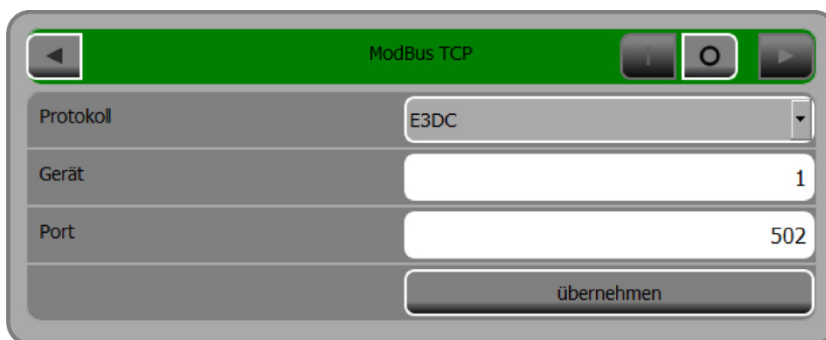 ModBus TCP
I O
Protokoll E3DC
Gerät 1
Port 502
übernehmen